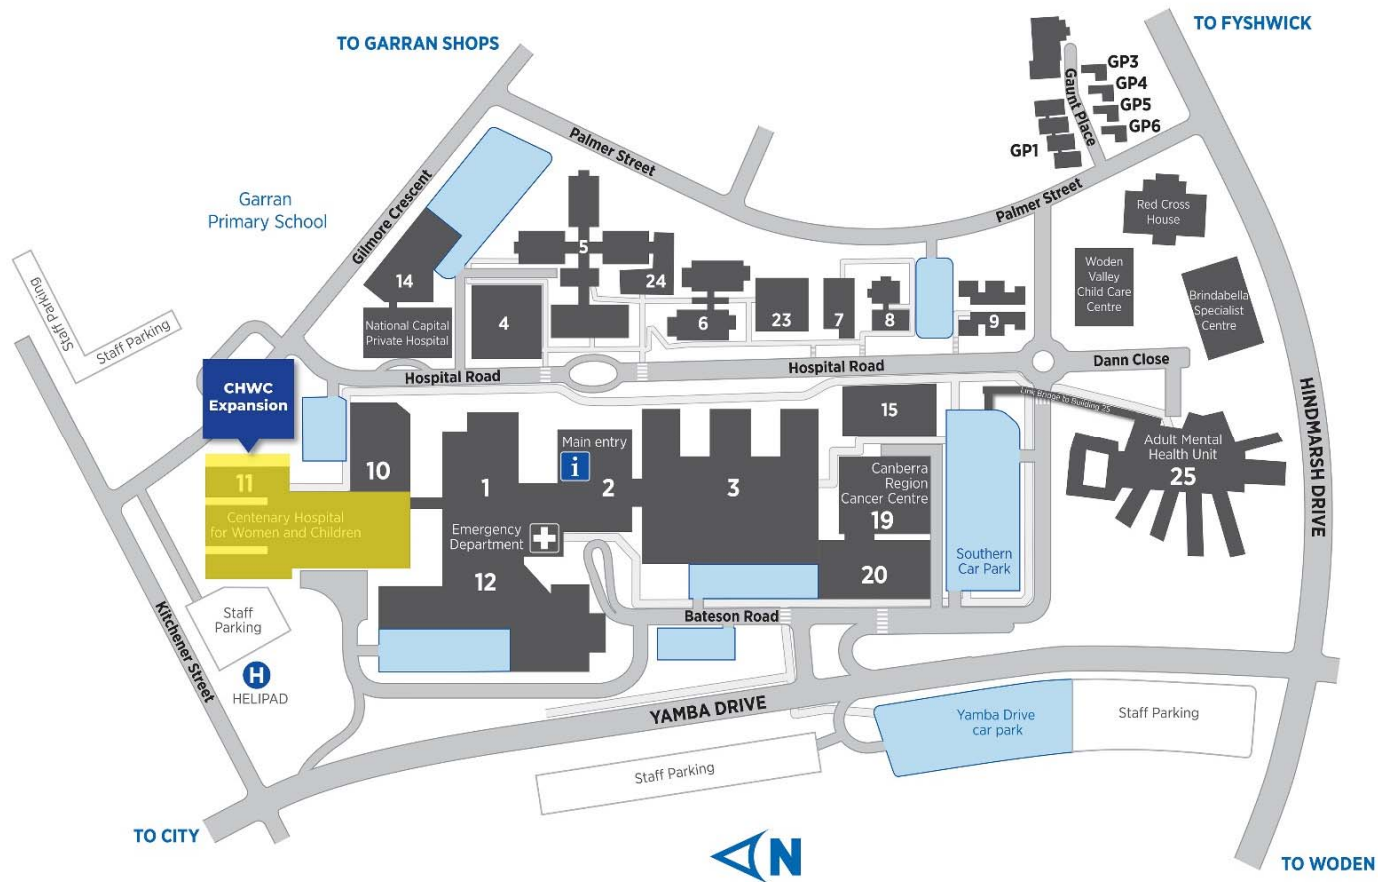 TO GARRAN SHOPS
TO FYSHWICK
GP3
GP4
GP5
GP6
GP1
Gaunt Place
Palmer Street
Palmer Street
Garran
Primary School
Gilmore Crescent
Red Cross
House
Woden
Valley
Child Care
Centre
Brindabella
Specialist
Centre
Staff Parking
Staff Parking
14
5
24
4
6
23
7
8
9
National Capital
Private Hospital
Hospital Road
Hospital Road
Dann Close
Link Bridge to Building 25
HINDMARSH DRIVE
CHWC
Expansion
11
Centenary Hospital
for Women and Children
10
1
Main entry
i
2
3
15
Canberra
Region
Cancer Centre
19
Adult Mental
Health Unit
25
Emergency
Department
12
20
Southern
Car Park
Bateson Road
Staff
Parking
H
HELIPAD
Kitchener Street
YAMBA DRIVE
Yamba Drive
car park
Staff Parking
Staff Parking
TO CITY
N
TO WODEN